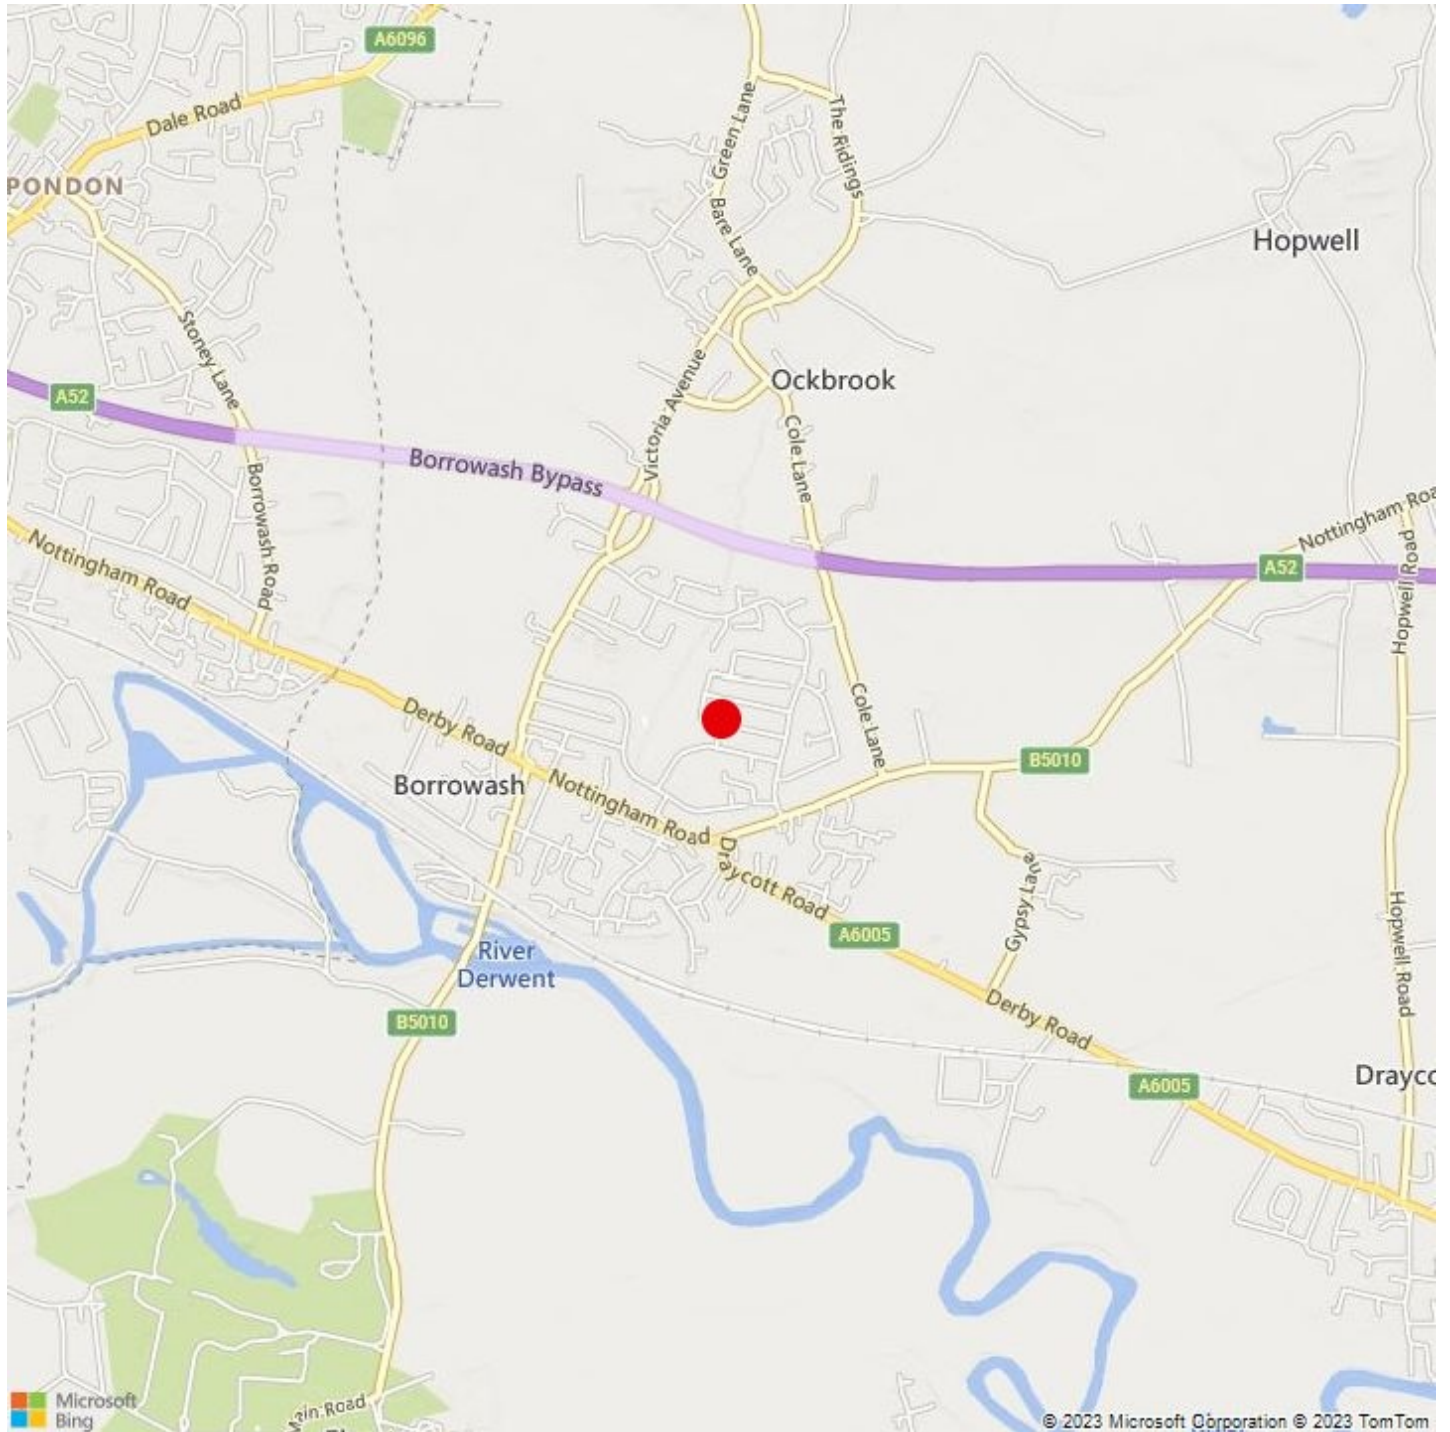 A6096
Dale Road
PONDON
Green Lane
The Ridings
Bare Lane
Hopwell
Stoney Lane
A52
Victoria Avenue
Ockbrook
Cole Lane
Borrowash Bypass
Borrowash Road
Nottingham Roa
A52
Hopwell Road
Nottingham Road
Derby Road
Cole Lane
B5010
Borrowash
Nottingham Road
Draycott Road
Gypsy Lane
A6005
Hopwell Road
River
Derwent
B5010
Derby Road
A6005
Drayco
Main Road
Microsoft
Bing
© 2023 Microsoft Corporation © 2023 TomTom